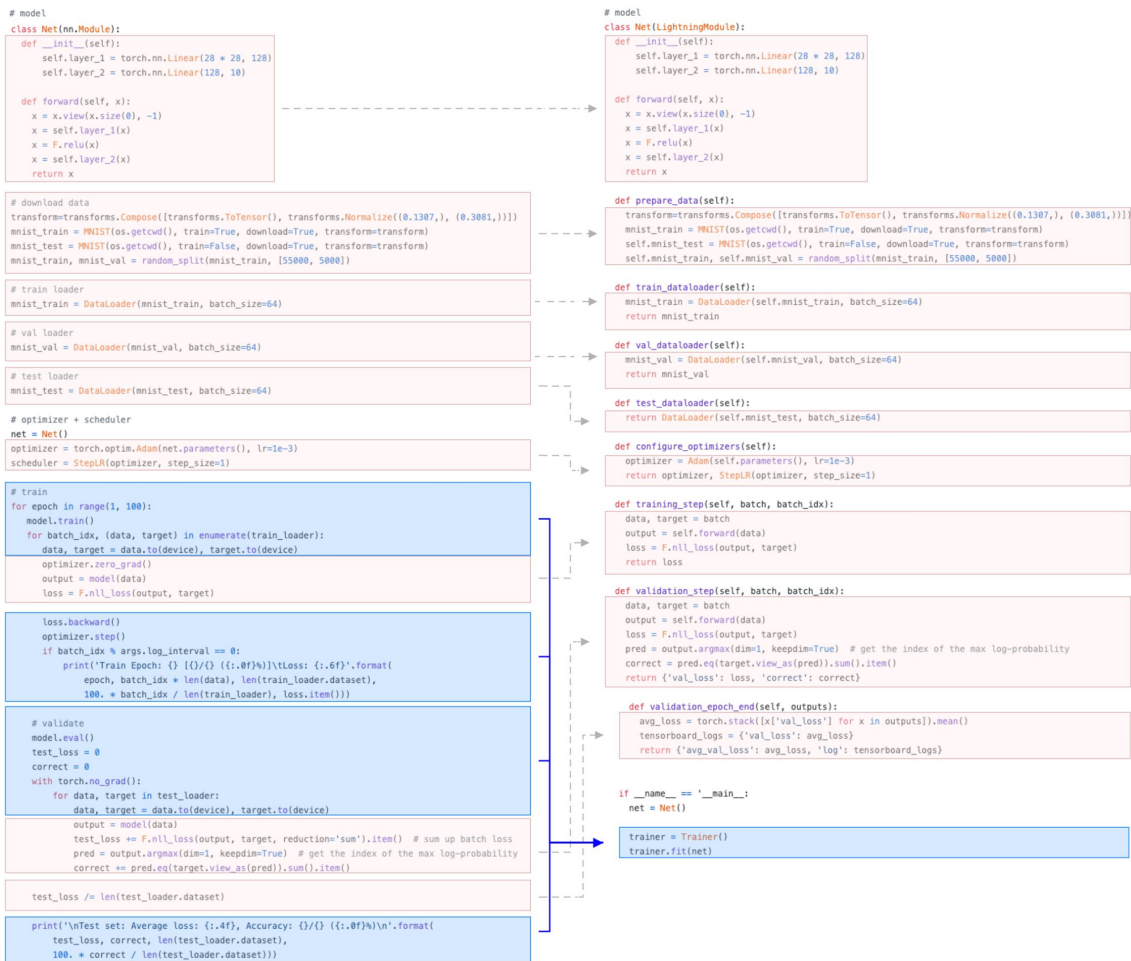 # model
class Net(nn.Module):
def __init__(self):
self.layer_1 = torch.nn.Linear(28 * 28, 128)
self.layer_2 = torch.nn.Linear(128, 10)
def forward(self, x):
x = x.view(x.size(0), -1)
x = self.layer_1(x)
x = F.relu(x)
x = self.layer_2(x)
return x
# download data
transform=transforms.Compose([transforms.ToTensor(), transforms.Normalize((0.1307,), (0.3081,))])
mnist_train = MNIST(os.getcwd(), train=True, download=True, transform=transform)
mnist_test = MNIST(os.getcwd(), train=False, download=True, transform=transform)
mnist_train, mnist_val = random_split(mnist_train, [55000, 5000])
# train loader
mnist_train = DataLoader(mnist_train, batch_size=64)
# val loader
mnist_val = DataLoader(mnist_val, batch_size=64)
# test loader
mnist_test = DataLoader(mnist_test, batch_size=64)
# optimizer + scheduler
net = Net()
optimizer = torch.optim.Adam(net.parameters(), lr=1e-3)
scheduler = StepLR(optimizer, step_size=1)
# train
for epoch in range(1, 100):
model.train()
for batch_idx, (data, target) in enumerate(train_loader):
data, target = data.to(device), target.to(device)
optimizer.zero_grad()
output = model(data)
loss = F.nll_loss(output, target)
loss.backward()
optimizer.step()
if batch_idx % args.log_interval == 0:
print('Train Epoch: {} [{}/{} ({:.0f}%)]\tLoss: {:.6f}'.format(
epoch, batch_idx * len(data), len(train_loader.dataset),
100. * batch_idx / len(train_loader), loss.item()))
# validate
model.eval()
test_loss = 0
correct = 0
with torch.no_grad():
for data, target in test_loader:
data, target = data.to(device), target.to(device)
output = model(data)
test_loss += F.nll_loss(output, target, reduction='sum').item()  # sum up batch loss
pred = output.argmax(dim=1, keepdim=True)  # get the index of the max log-probability
correct += pred.eq(target.view_as(pred)).sum().item()
test_loss /= len(test_loader.dataset)
print('\nTest set: Average loss: {:.4f}, Accuracy: {}/{} ({:.0f}%)\n'.format(
test_loss, correct, len(test_loader.dataset),
100. * correct / len(test_loader.dataset)))
# model
class Net(LightningModule):
def __init__(self):
self.layer_1 = torch.nn.Linear(28 * 28, 128)
self.layer_2 = torch.nn.Linear(128, 10)
def forward(self, x):
x = x.view(x.size(0), -1)
x = self.layer_1(x)
x = F.relu(x)
x = self.layer_2(x)
return x
def prepare_data(self):
transform=transforms.Compose([transforms.ToTensor(), transforms.Normalize((0.1307,), (0.3081,))])
mnist_train = MNIST(os.getcwd(), train=True, download=True, transform=transform)
self.mnist_test = MNIST(os.getcwd(), train=False, download=True, transform=transform)
self.mnist_train, self.mnist_val = random_split(mnist_train, [55000, 5000])
def train_dataloader(self):
mnist_train = DataLoader(self.mnist_train, batch_size=64)
return mnist_train
def val_dataloader(self):
mnist_val = DataLoader(self.mnist_val, batch_size=64)
return mnist_val
def test_dataloader(self):
return DataLoader(self.mnist_test, batch_size=64)
def configure_optimizers(self):
optimizer = Adam(self.parameters(), lr=1e-3)
return optimizer, StepLR(optimizer, step_size=1)
def training_step(self, batch, batch_idx):
data, target = batch
output = self.forward(data)
loss = F.nll_loss(output, target)
return loss
def validation_step(self, batch, batch_idx):
data, target = batch
output = self.forward(data)
loss = F.nll_loss(output, target)
pred = output.argmax(dim=1, keepdim=True)  # get the index of the max log-probability
correct = pred.eq(target.view_as(pred)).sum().item()
return {'val_loss': loss, 'correct': correct}
def validation_epoch_end(self, outputs):
avg_loss = torch.stack([x['val_loss'] for x in outputs]).mean()
tensorboard_logs = {'val_loss': avg_loss}
return {'avg_val_loss': avg_loss, 'log': tensorboard_logs}
if __name__ == '__main__:
net = Net()
trainer = Trainer()
trainer.fit(net)